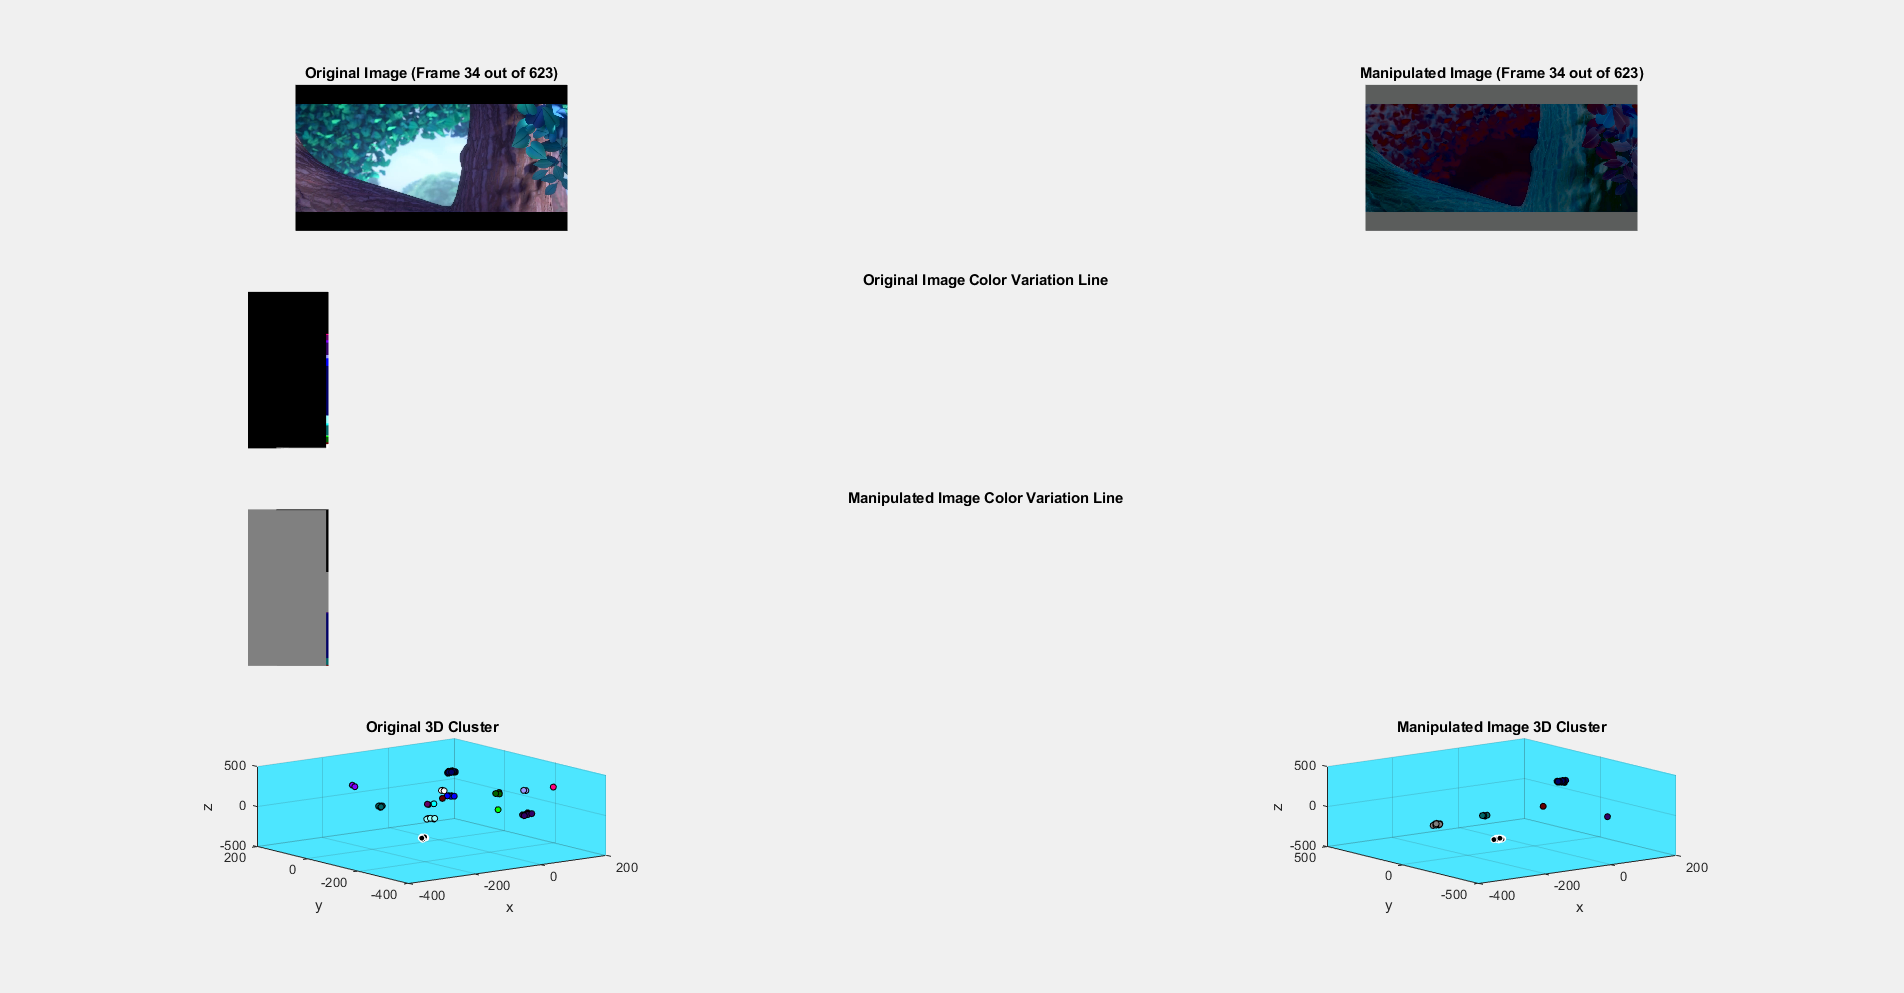 Original Image (Frame 34 out of 623)
Manipulated Image (Frame 34 out of 623)
Original Image Color Variation Line
Manipulated Image Color Variation Line
Original 3D Cluster
500
0
-500
z
200
0
-200
-400
y
-400
-200
0
200
x
Manipulated Image 3D Cluster
500
0
-500
z
500
0
-500
y
-400
-200
0
200
x